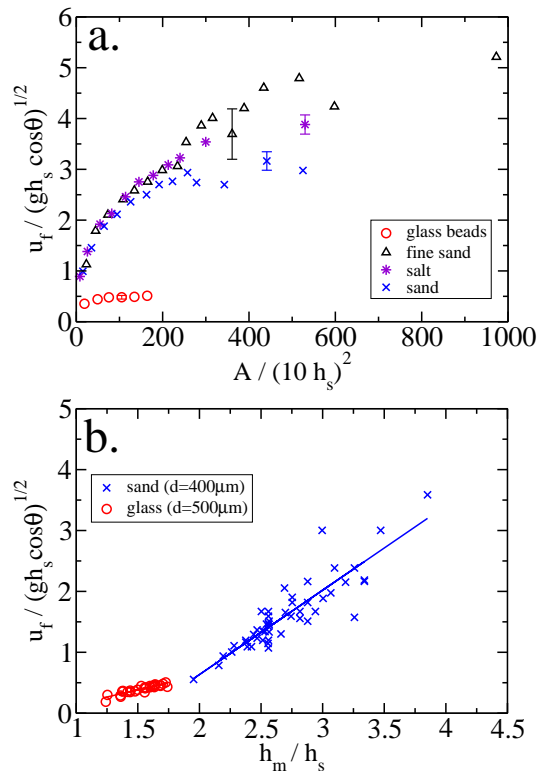 a.
u_f / (gh_s cosθ)^1/2
6
5
4
3
2
1
0
glass beads
fine sand
salt
sand
0 200 400 600 800 1000
A / (10 h_s)^2
b.
u_f / (gh_s cosθ)^1/2
5
4
3
2
1
0
sand (d=400μm)
glass (d=500μm)
1 1.5 2 2.5 3 3.5 4 4.5
h_m / h_s